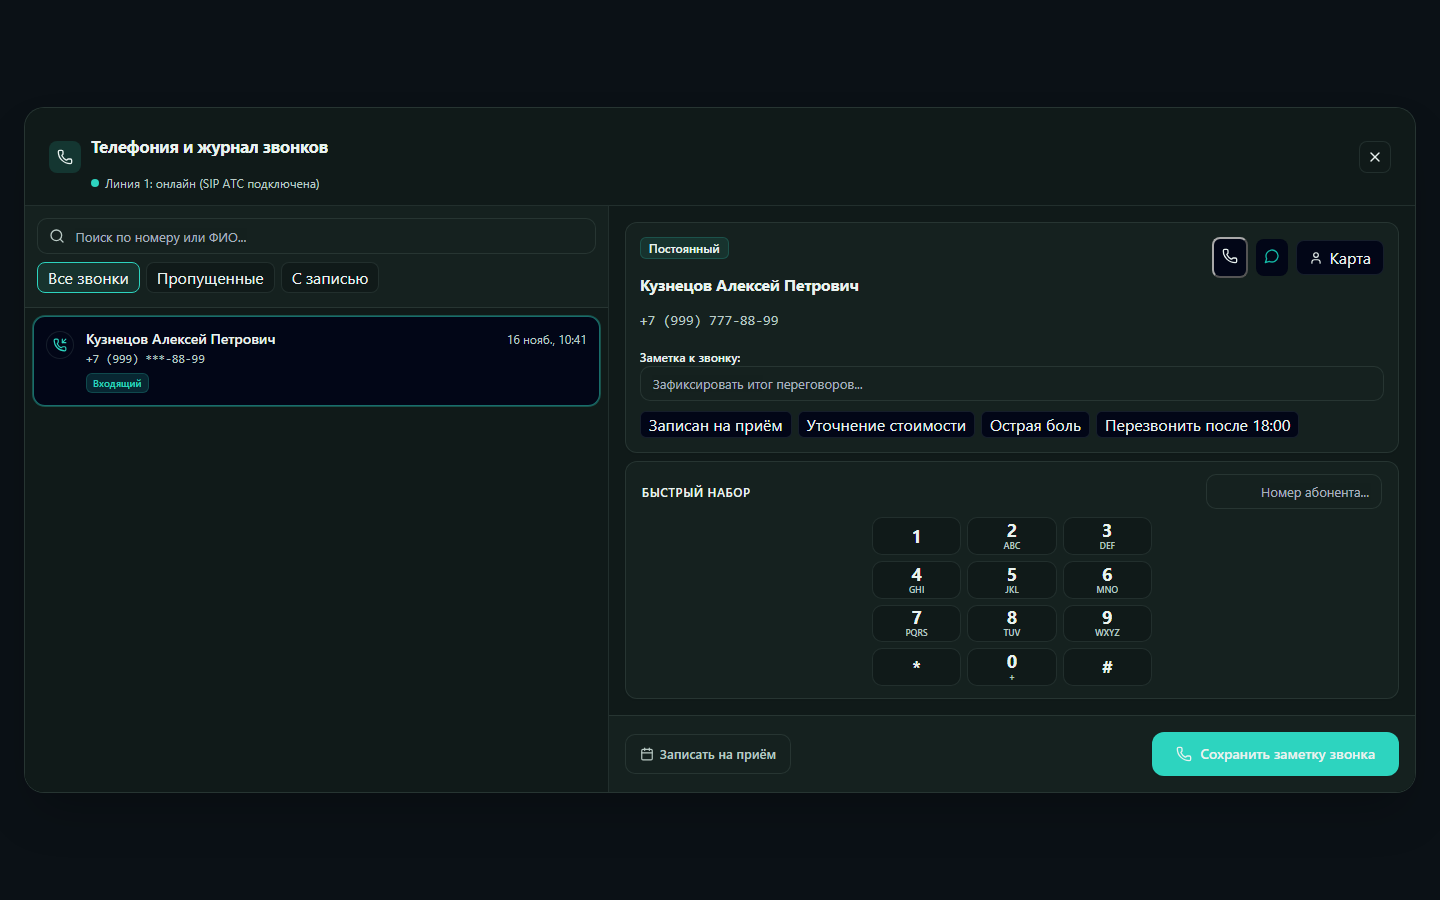 Телефония и журнал звонков
Линия 1: онлайн (SIP АТС подключена)
Поиск по номеру или ФИО...
Все звонки
Пропущенные
С записью
Кузнецов Алексей Петрович
16 нояб., 10:41
+7 (999) ***-88-99
Входящий
Постоянный
Карта
Кузнецов Алексей Петрович
+7 (999) 777-88-99
Заметка к звонку:
Зафиксировать итог переговоров...
Записан на приём
Уточнение стоимости
Острая боль
Перезвонить после 18:00
БЫСТРЫЙ НАБОР
Номер абонента...
1
2
ABC
3
DEF
4
GHI
5
JKL
6
MNO
7
PQRS
8
TUV
9
WXYZ
*
0
+
#
Записать на приём
Сохранить заметку звонка